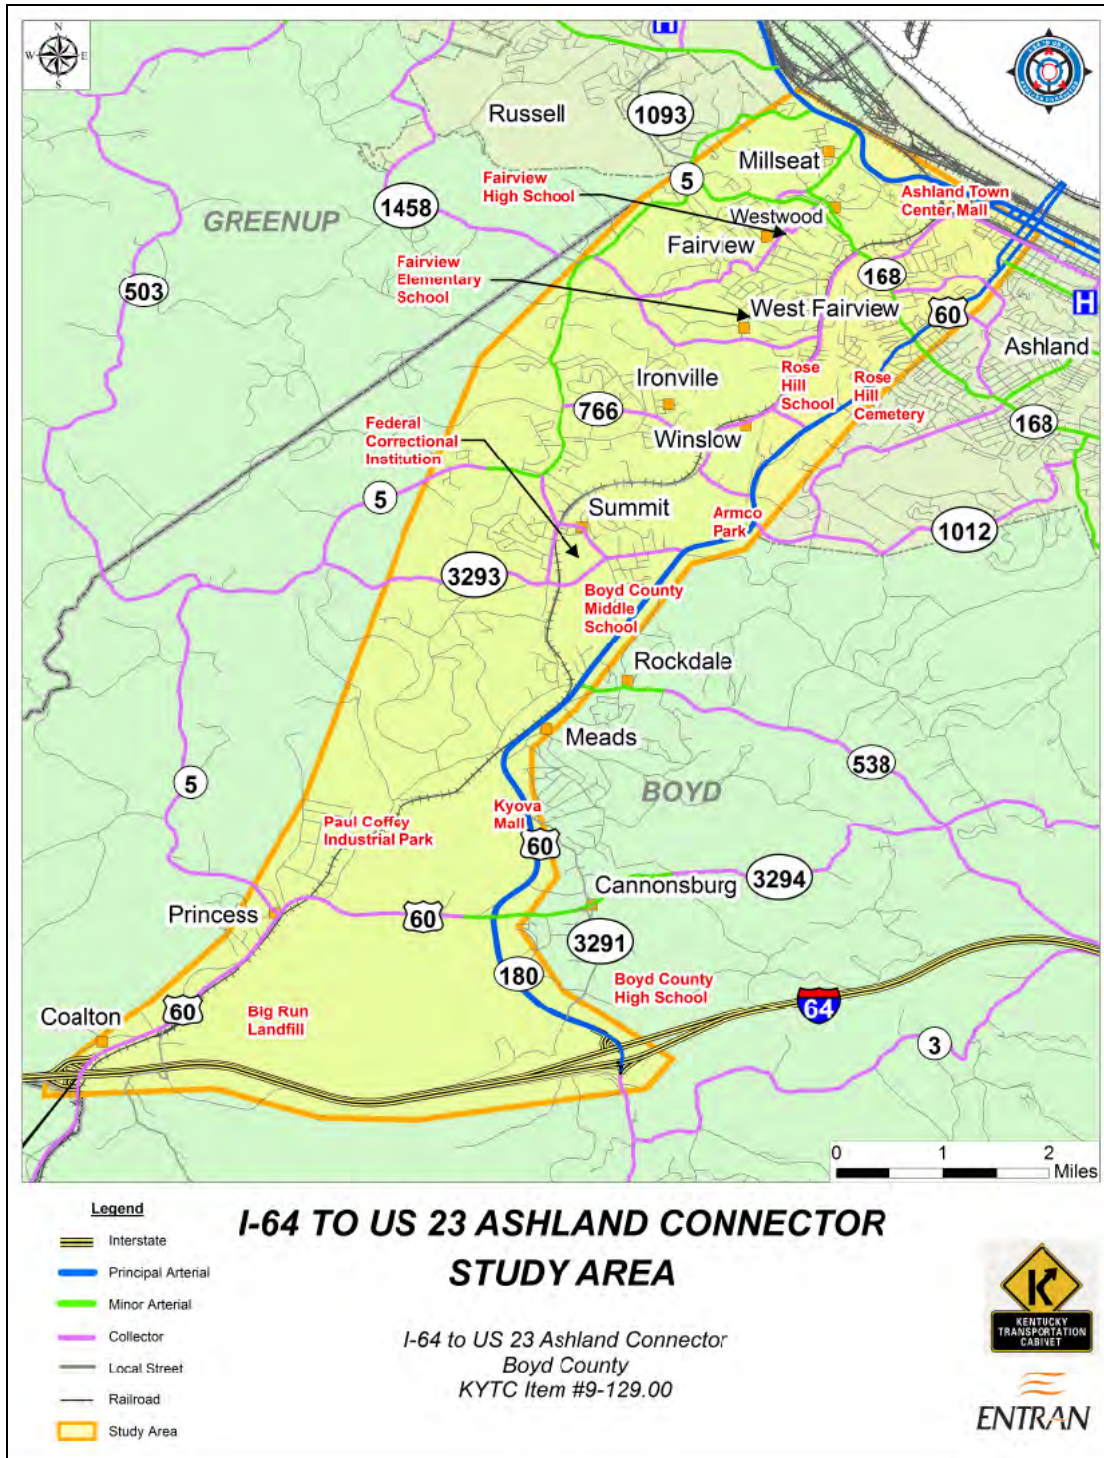 N
W E
S
H
Russell
1093
Millseat
5
Fairview
High School
Ashland Town
Center Mall
1458
Westwood
GREENUP
Fairview
Fairview
Elementary
School
168
503
West Fairview
60
H
Ashland
Ironville
Rose
Hill
School
Rose
Hill
Cemetery
766
Federal
Correctional
Institution
Winslow
168
5
Summit
Armco
Park
1012
3293
Boyd County
Middle
School
Rockdale
Meads
538
5
BOYD
Kyova
Mall
Paul Coffey
Industrial Park
60
Cannonsburg
3294
Princess
60
3291
180
Boyd County
High School
64
60
Big Run
Landfill
Coalton
3
0 1 2
Miles
Legend
Interstate
Principal Arterial
Minor Arterial
Collector
Local Street
Railroad
Study Area
I-64 TO US 23 ASHLAND CONNECTOR
STUDY AREA
I-64 to US 23 Ashland Connector
Boyd County
KYTC Item #9-129.00
K
KENTUCKY
TRANSPORTATION
CABINET
ENTRAN